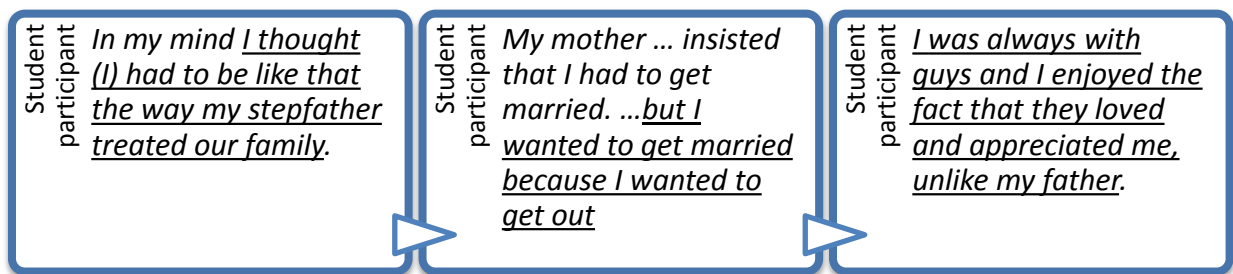 Student
participant
In my mind I thought
(I) had to be like that
the way my stepfather
treated our family.
Student
participant
My mother … insisted
that I had to get
married. …but I
wanted to get married
because I wanted to
get out
Student
participant
I was always with
guys and I enjoyed the
fact that they loved
and appreciated me,
unlike my father.